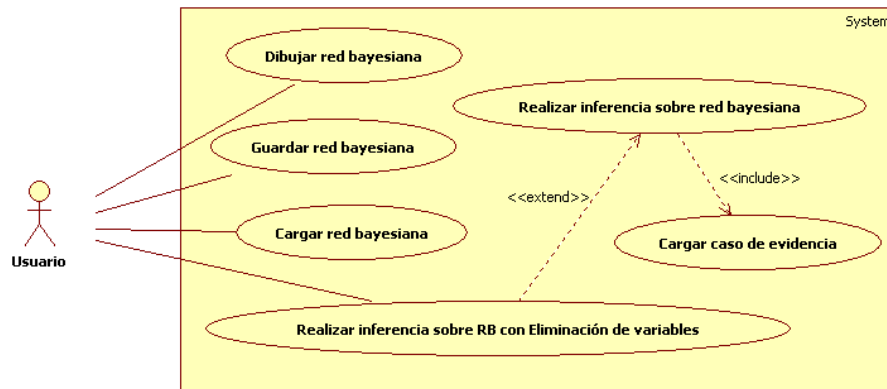 System
Dibujar red bayesiana
Realizar inferencia sobre red bayesiana
Guardar red bayesiana
<<extend>>
<<include>>
Cargar red bayesiana
Cargar caso de evidencia
Usuario
Realizar inferencia sobre RB con Eliminación de variables